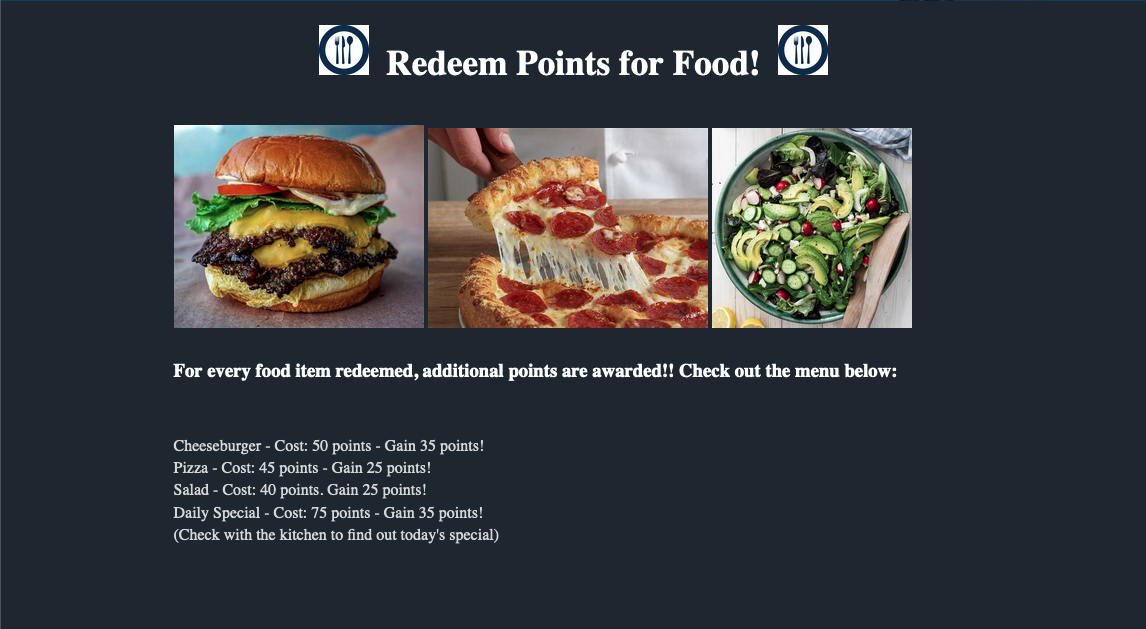 Redeem Points for Food!
For every food item redeemed, additional points are awarded!! Check out the menu below:
Cheeseburger - Cost: 50 points - Gain 35 points!
Pizza - Cost: 45 points - Gain 25 points!
Salad - Cost: 40 points. Gain 25 points!
Daily Special - Cost: 75 points - Gain 35 points!
(Check with the kitchen to find out today's special)